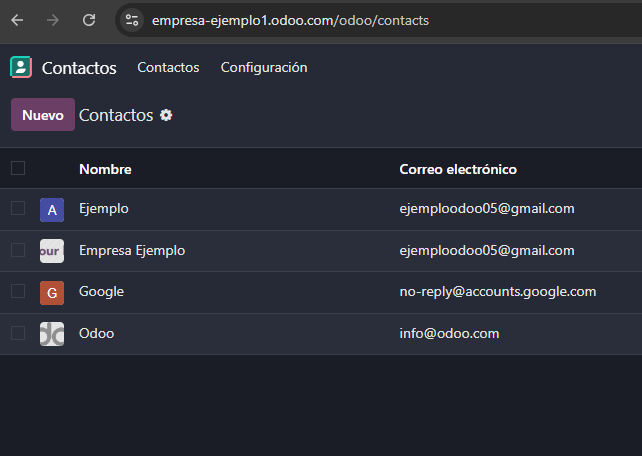 empresa-ejemplo1.odoo.com/odoo/contacts
Contactos Contactos Configuración
Nuevo Contactos
Nombre Correo electrónico
A Ejemplo ejemploodoo05@gmail.com
our Empresa Ejemplo ejemploodoo05@gmail.com
G Google no-reply@accounts.google.com
Odoo info@odoo.com